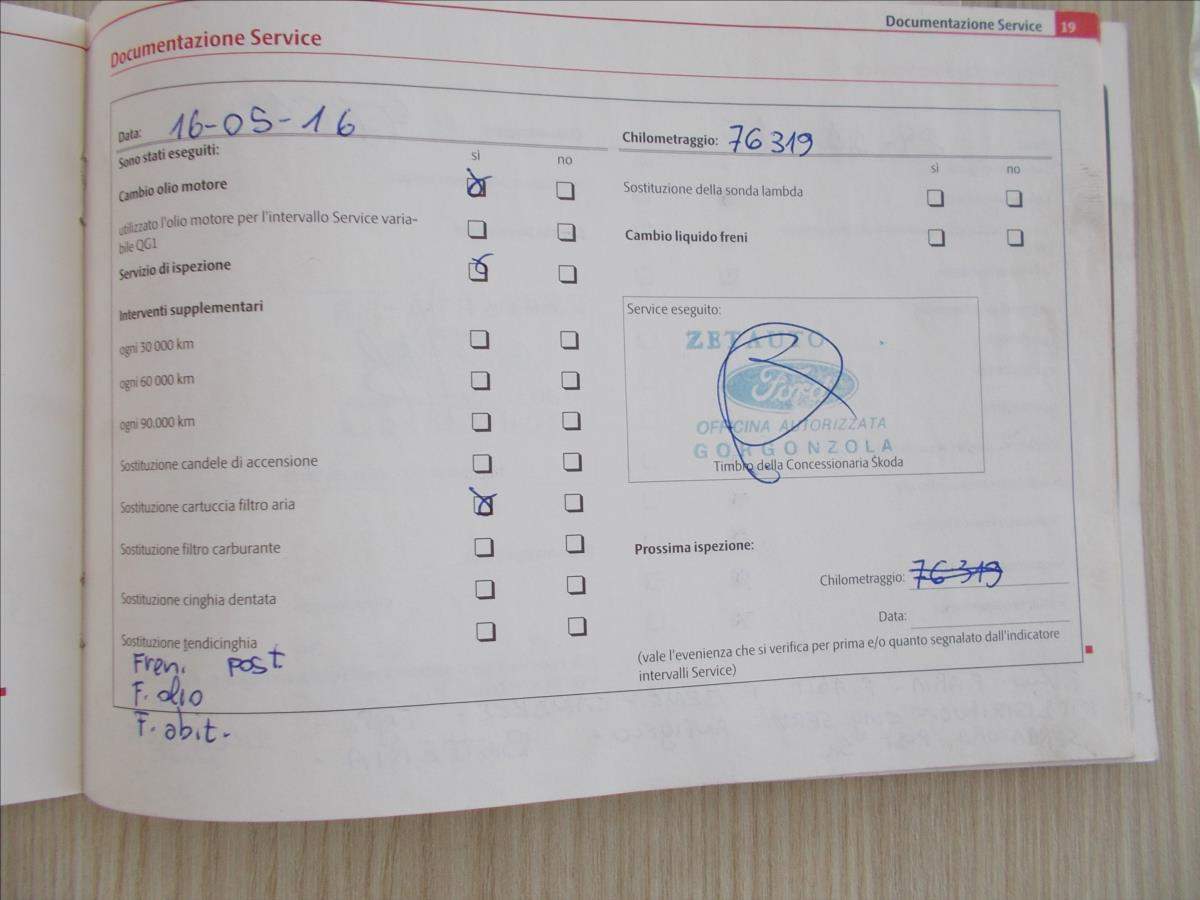 Documentazione Service 19
Documentazione Service
Data: 16-05-16
Sono stati eseguiti: sì no
Cambio olio motore
utilizzato l'olio motore per l'intervallo Service varia-
bile QG1
Servizio di ispezione
Interventi supplementari
ogni 30 000 km
ogni 60 000 km
ogni 90.000 km
Sostituzione candele di accensione
Sostituzione cartuccia filtro aria
Sostituzione filtro carburante
Sostituzione cinghia dentata
Sostituzione tendicinghia
Freni post
F. olio
F. abit.
Chilometraggio: 76 319
sì no
Sostituzione della sonda lambda
Cambio liquido freni
Service eseguito:
ZETAUTO
Ford
OFFICINA AUTORIZZATA
GORGONZOLA
Timbro della Concessionaria Škoda
Prossima ispezione:
Chilometraggio: 76 319
Data:
(vale l'evenienza che si verifica per prima e/o quanto segnalato dall'indicatore
intervalli Service)